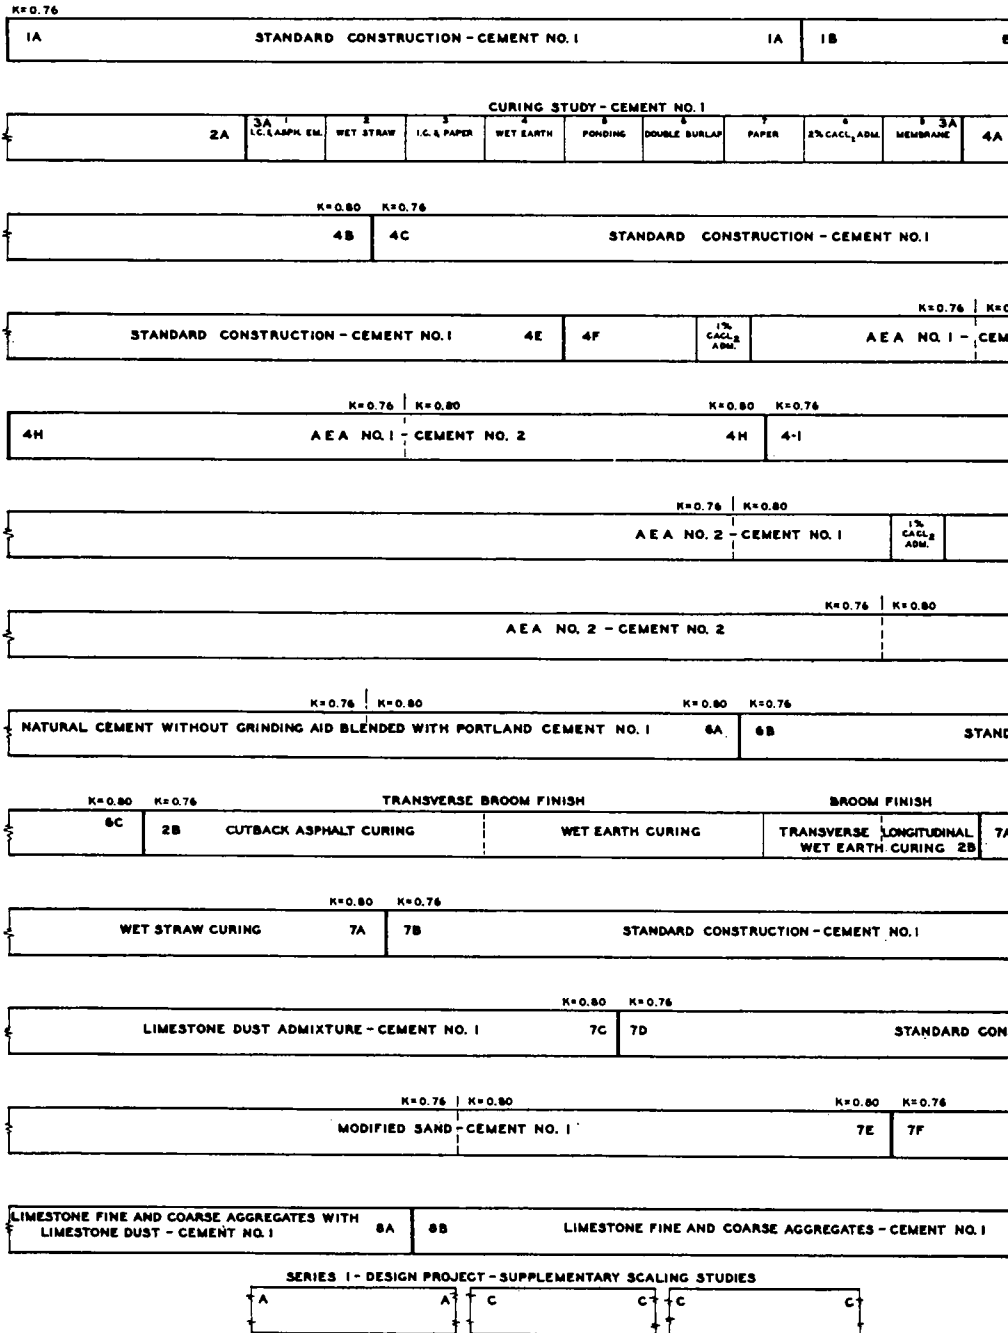 K=0.76
1A STANDARD CONSTRUCTION - CEMENT NO. 1 1A 1B
CURING STUDY - CEMENT NO. 1
2A 3A 1 I.C. & ASPH. EM. 2 WET STRAW 3 I.C. & PAPER 4 WET EARTH 5 PONDING 6 DOUBLE BURLAP 7 PAPER 2% CACL2 ADM. MEMBRANE 3A 4A
K=0.80 K=0.76
4B 4C STANDARD CONSTRUCTION - CEMENT NO. 1
K=0.76
STANDARD CONSTRUCTION - CEMENT NO. 1 4E 4F 1% CACL2 ADM. AEA NO. 1 - CEM
K=0.76 K=0.80 K=0.80 K=0.76
4H AEA NO. 1 - CEMENT NO. 2 4H 4-1
K=0.76 K=0.80
AEA NO. 2 - CEMENT NO. 1 1% CACL2 ADM.
K=0.76 K=0.80
AEA NO. 2 - CEMENT NO. 2
K=0.76 K=0.80 K=0.80 K=0.76
NATURAL CEMENT WITHOUT GRINDING AID BLENDED WITH PORTLAND CEMENT NO. 1 6A 6B STAND
K=0.80 K=0.76 TRANSVERSE BROOM FINISH BROOM FINISH
6C 2B CUTBACK ASPHALT CURING WET EARTH CURING TRANSVERSE LONGITUDINAL 7A
WET EARTH CURING 2B
K=0.80 K=0.76
WET STRAW CURING 7A 7B STANDARD CONSTRUCTION - CEMENT NO. 1
K=0.80 K=0.76
LIMESTONE DUST ADMIXTURE - CEMENT NO. 1 7C 7D STANDARD CON
K=0.76 K=0.80 K=0.80 K=0.76
MODIFIED SAND - CEMENT NO. 1 7E 7F
LIMESTONE FINE AND COARSE AGGREGATES WITH
LIMESTONE DUST - CEMENT NO. 1 8A 8B LIMESTONE FINE AND COARSE AGGREGATES - CEMENT NO. 1
SERIES 1 - DESIGN PROJECT - SUPPLEMENTARY SCALING STUDIES
A A C C C C